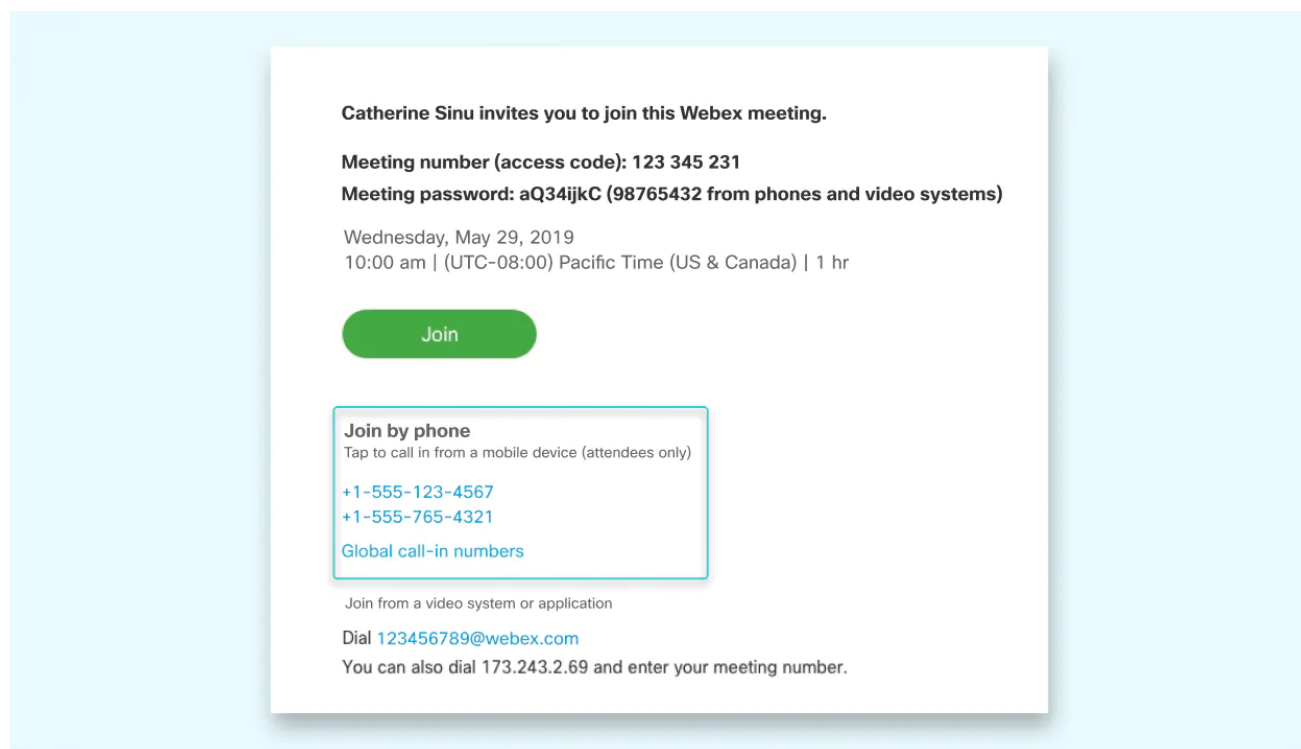 Catherine Sinu invites you to join this Webex meeting.
Meeting number (access code): 123 345 231
Meeting password: aQ34ijkC (98765432 from phones and video systems)
Wednesday, May 29, 2019
10:00 am | (UTC-08:00) Pacific Time (US & Canada) | 1 hr
Join
Join by phone
Tap to call in from a mobile device (attendees only)
+1-555-123-4567
+1-555-765-4321
Global call-in numbers
Join from a video system or application
Dial 123456789@webex.com
You can also dial 173.243.2.69 and enter your meeting number.